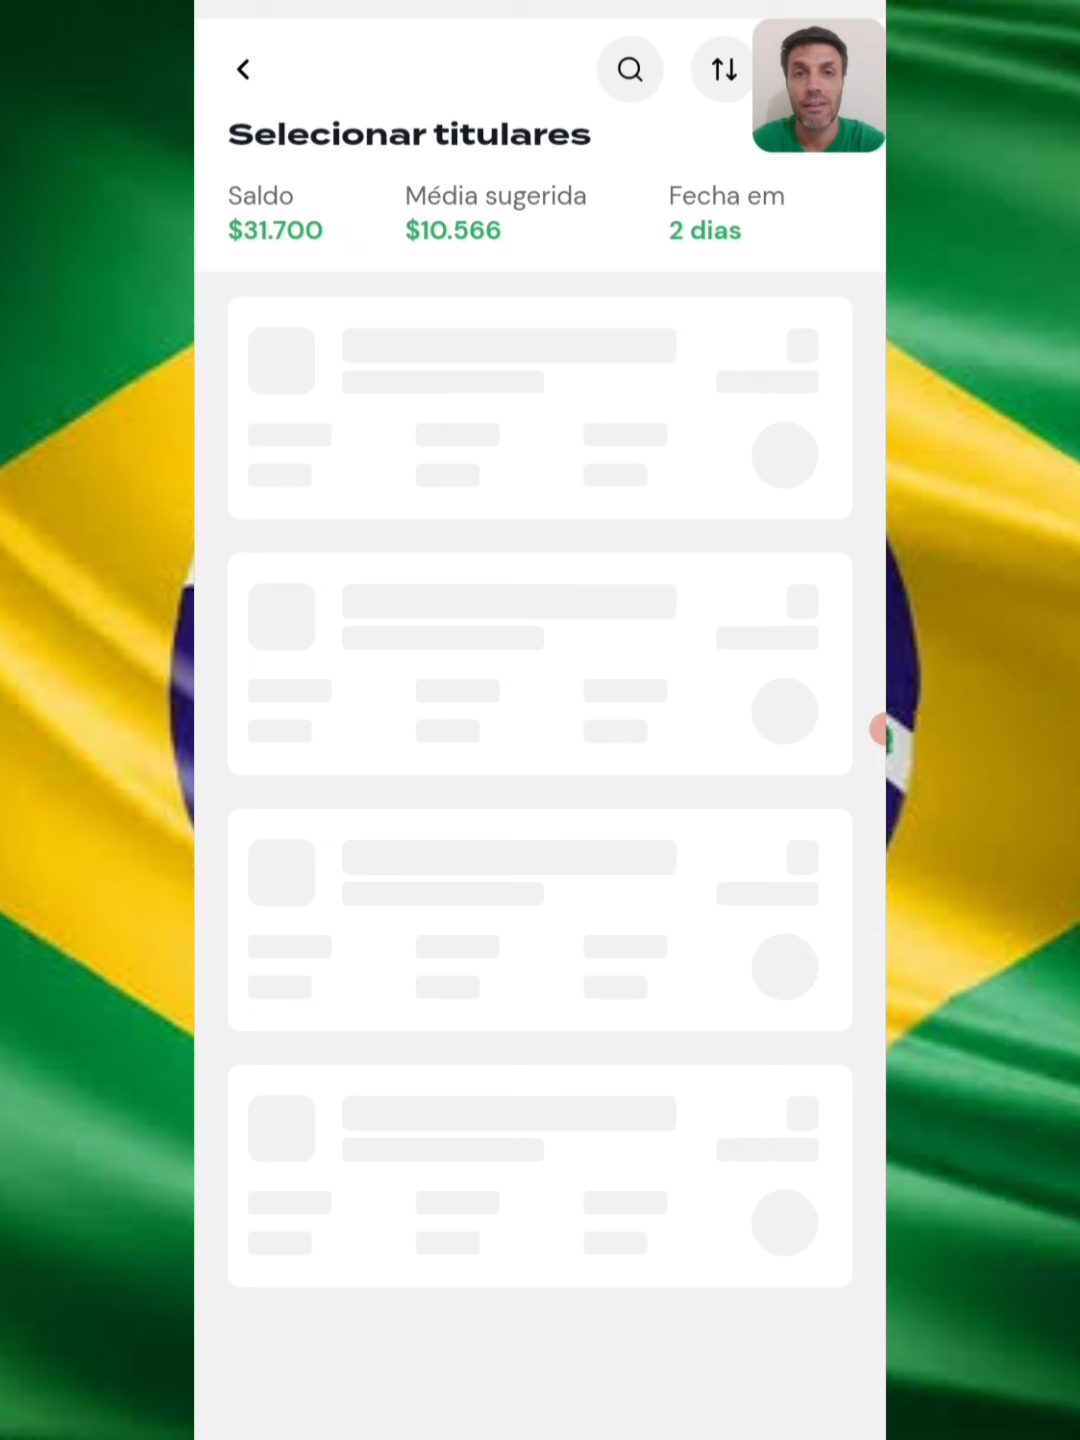 Selecionar titulares
Saldo Média sugerida Fecha em
$31.700 $10.566 2 dias